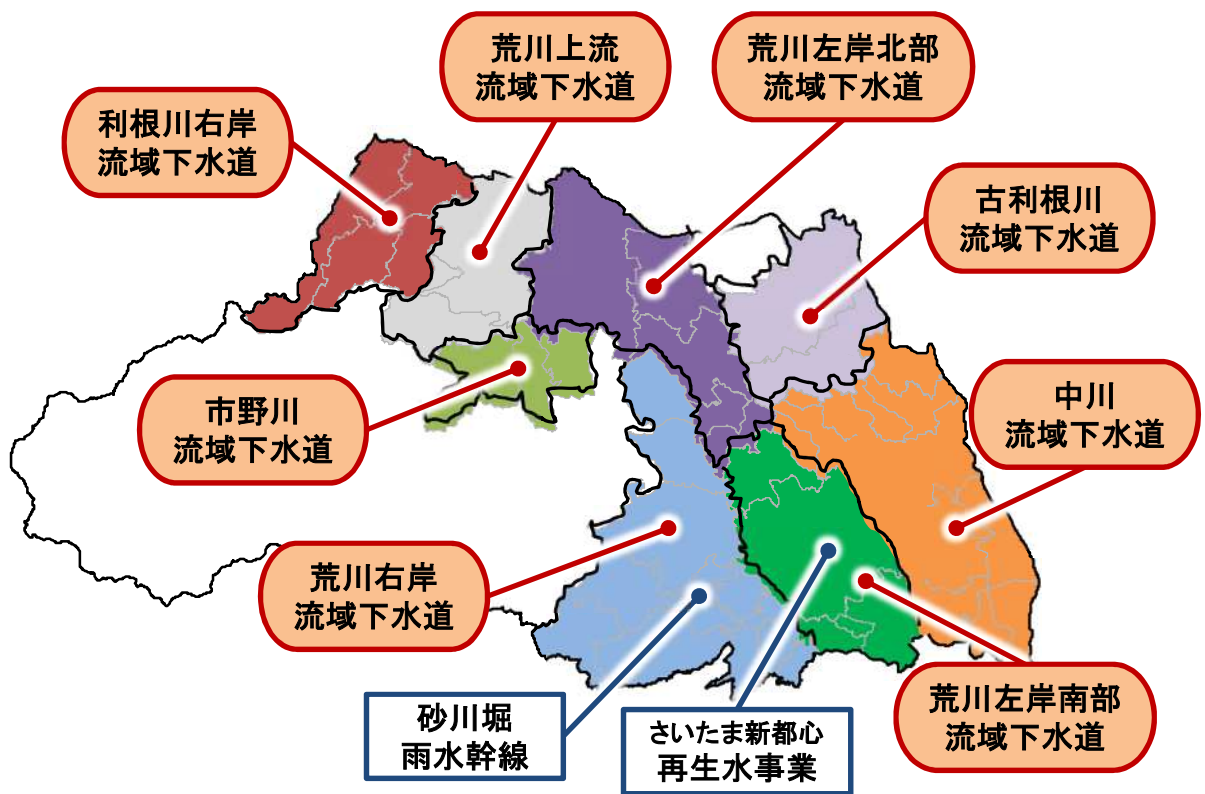 荒川上流
流域下水道
荒川左岸北部
流域下水道
利根川右岸
流域下水道
古利根川
流域下水道
市野川
流域下水道
中川
流域下水道
荒川右岸
流域下水道
荒川左岸南部
流域下水道
砂川堀
雨水幹線
さいたま新都心
再生水事業